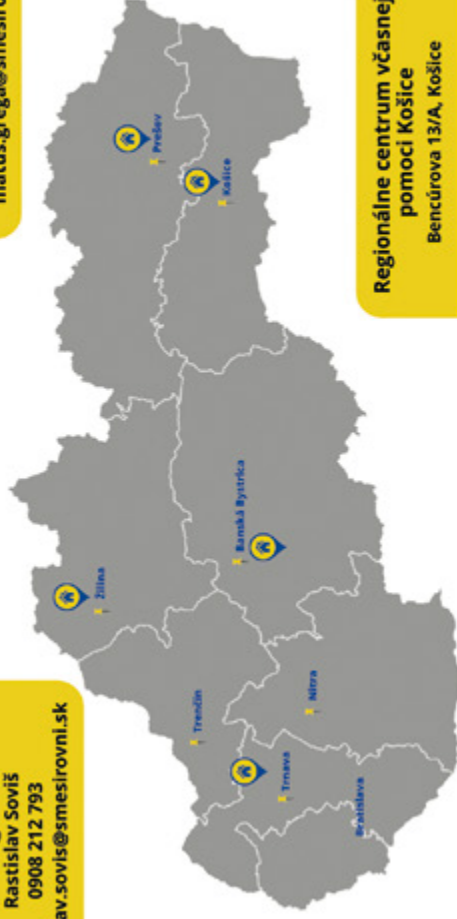 Rastislav Soviš
0908 212 793
av.sovis@smesirovni.sk
Žilina
Trenčín
Trnava
Nitra
Bratislava
Banská Bystrica
Prešov
Košice
Regionálne centrum včasnej
pomoci Košice
Bencúrova 13/A, Košice